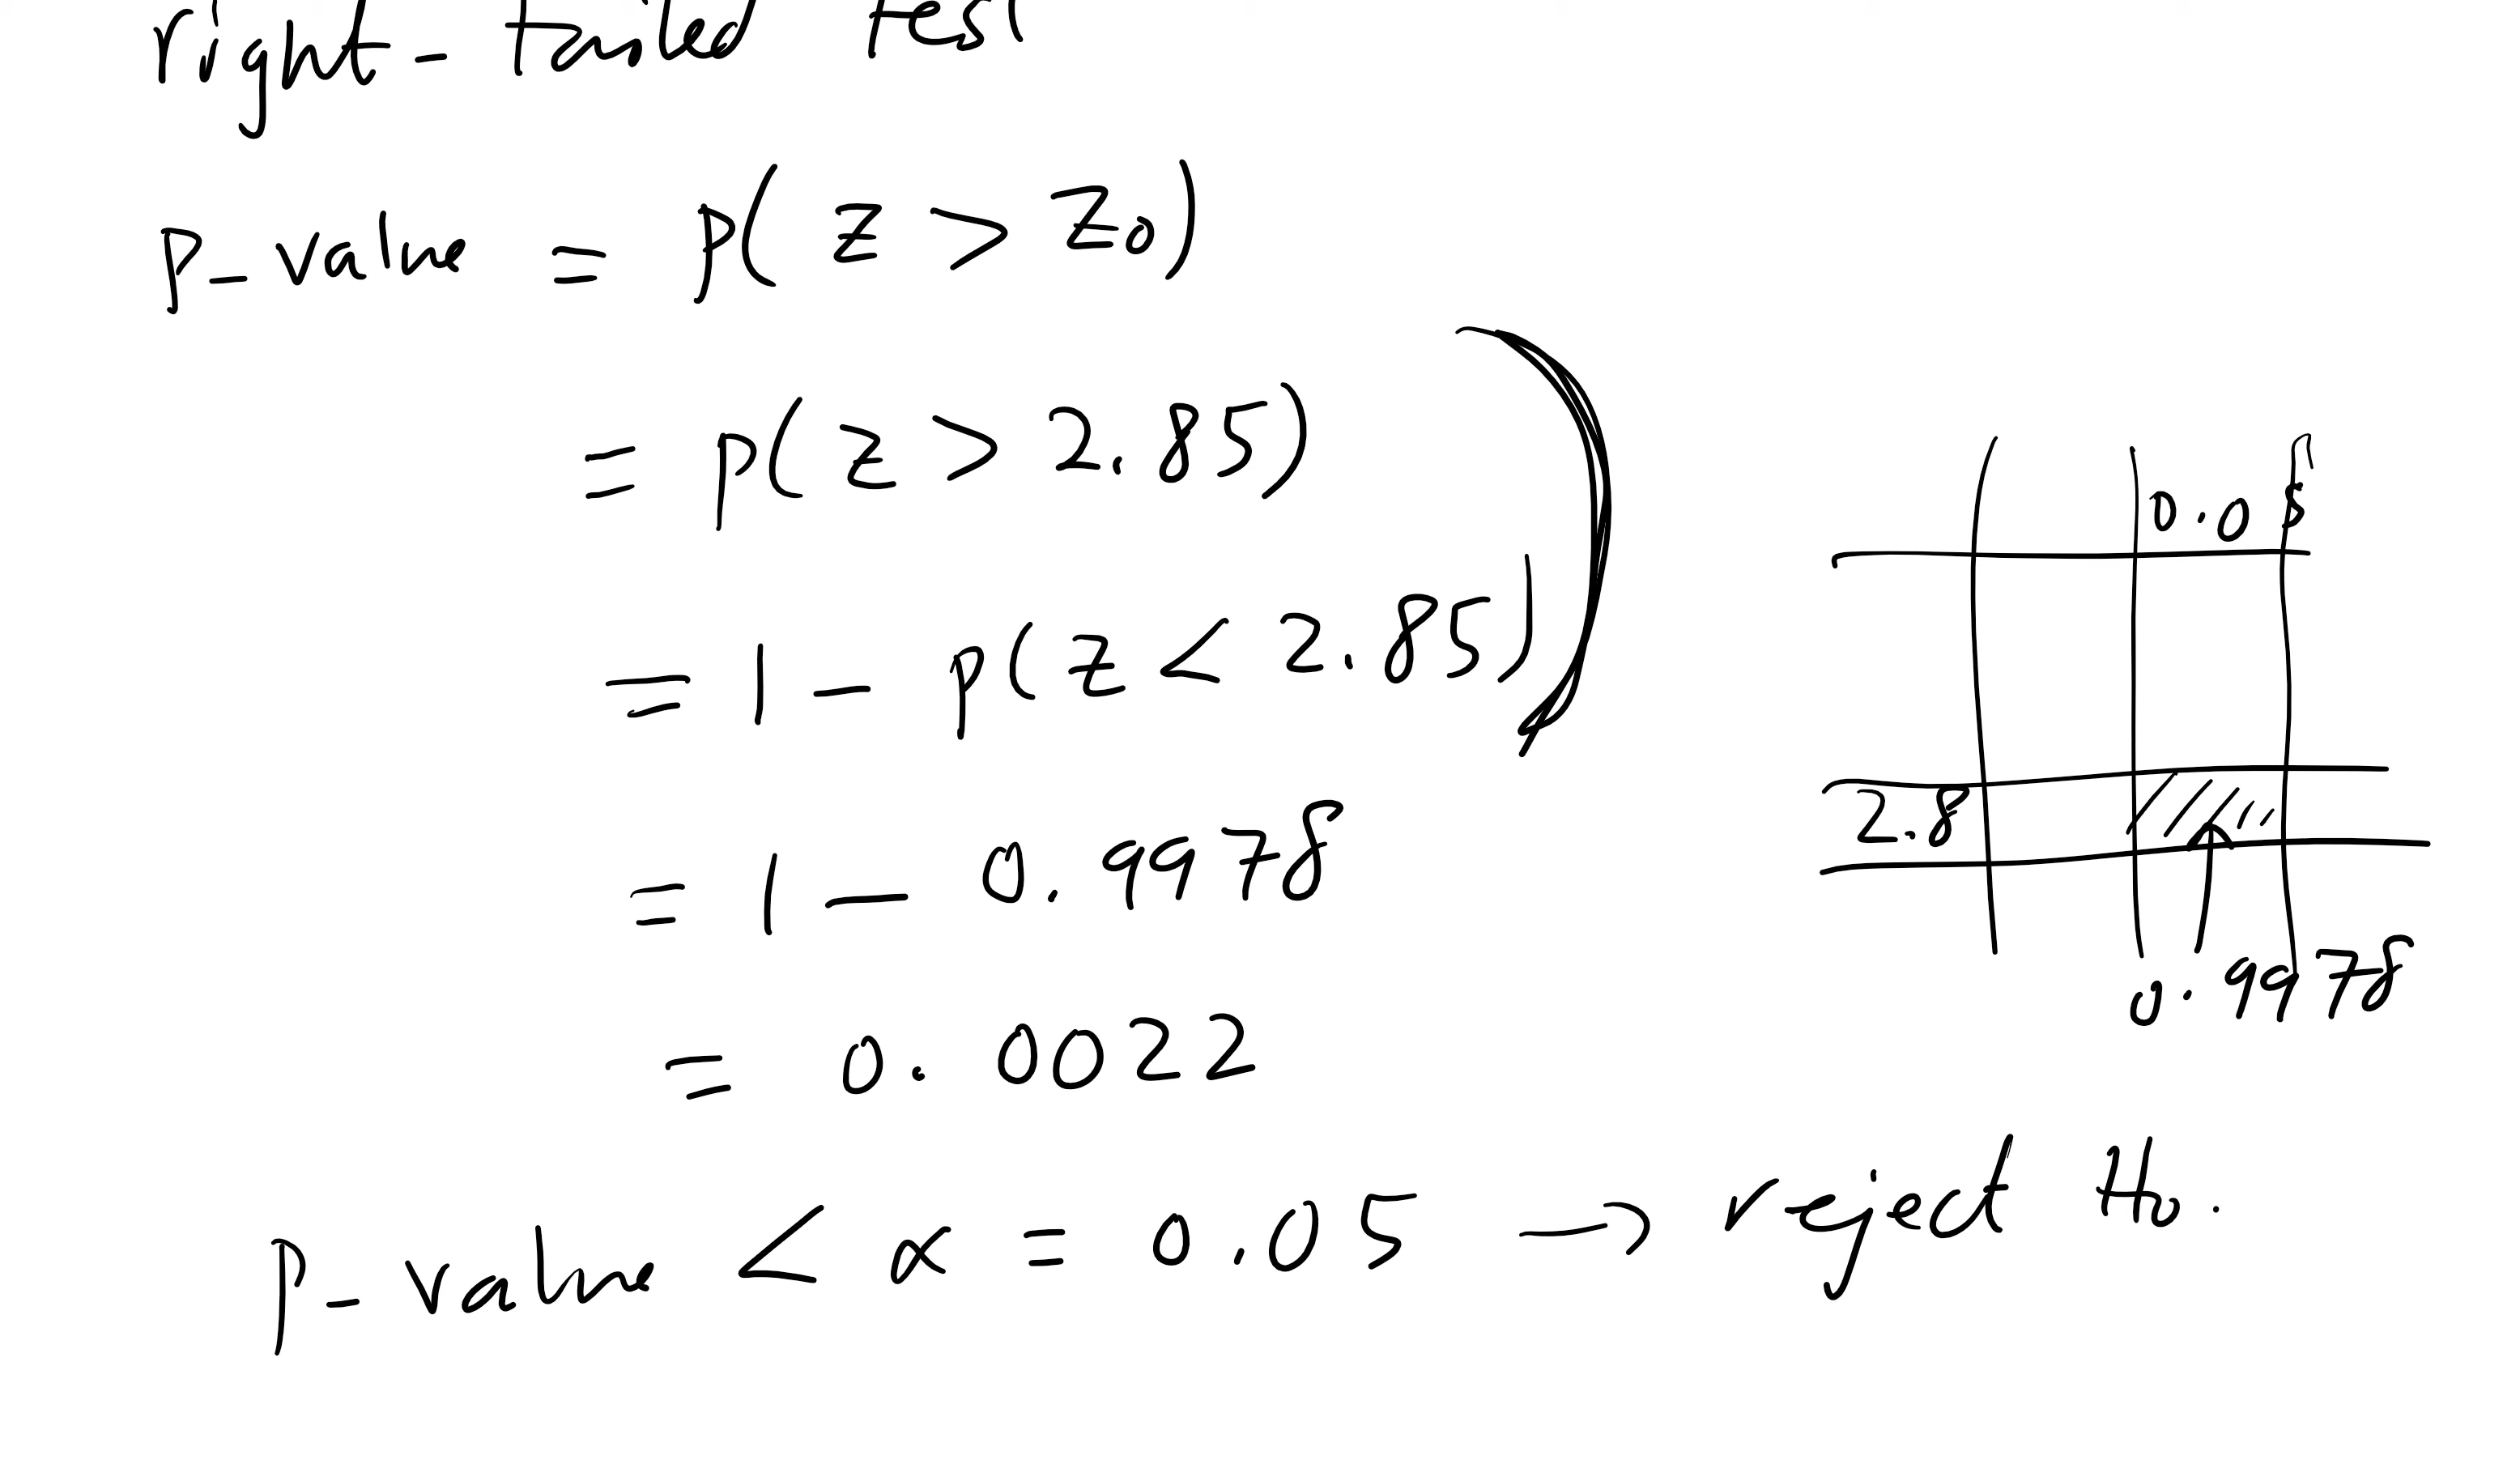 right-tailed test
P-value = p(z > z₀)
= p(z > 2.85)
= 1 - p(z < 2.85)
= 1 - 0.9978
= 0.0022
p-value < α = 0.05 → reject H₀.
0.05
2.8
0.9978